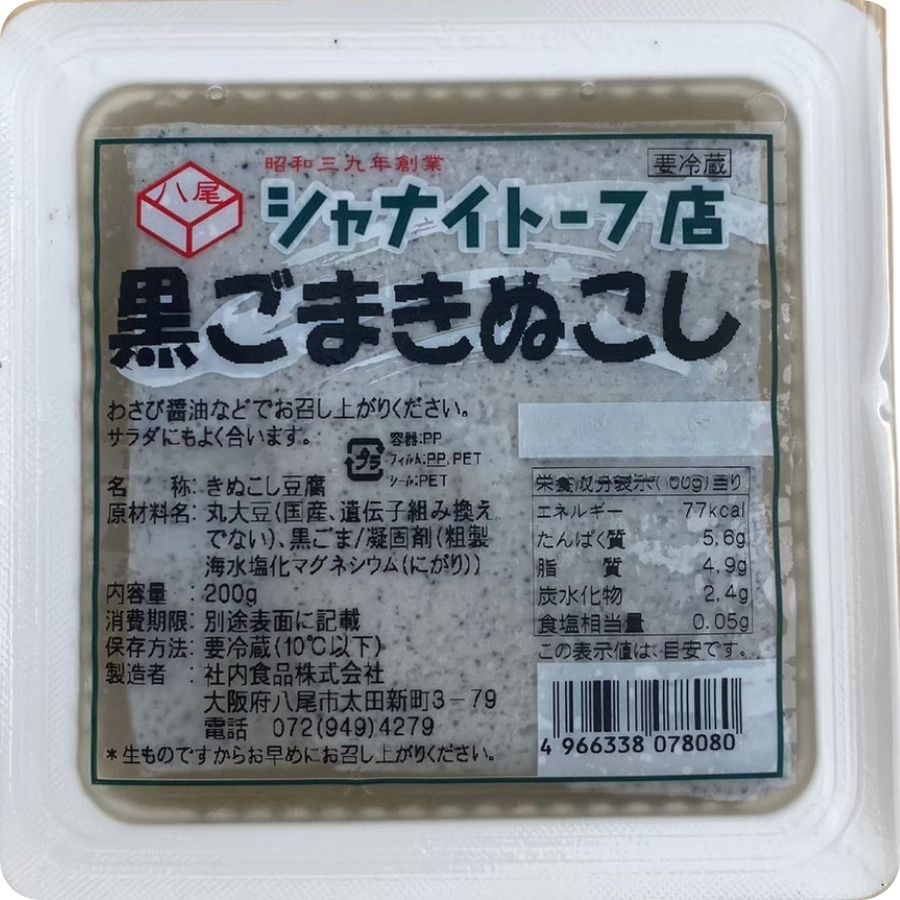 昭和三九年創業
要冷蔵
八尾
シャナイトーフ店
黒ごまきぬこし
わさび醤油などでお召し上がりください。
サラダにもよく合います。
プラ
容器:PP
フィルム:PP,PET
シール:PET
名　　称: きぬこし豆腐
原材料名: 丸大豆(国産、遺伝子組み換え
でない)、黒ごま/凝固剤(粗製
海水塩化マグネシウム(にがり))
内容量　: 200g
消費期限: 別途表面に記載
保存方法: 要冷蔵(10℃以下)
製造者　: 社内食品株式会社
大阪府八尾市太田新町3－79
電話　072(949)4279
*生ものですからお早めにお召し上がりください。
栄養成分表示(100g)当り
エネルギー　77kcal
たんぱく質　5.6g
脂　　質　4.9g
炭水化物　2.4g
食塩相当量　0.05g
この表示値は、目安です。
4 966338 078080